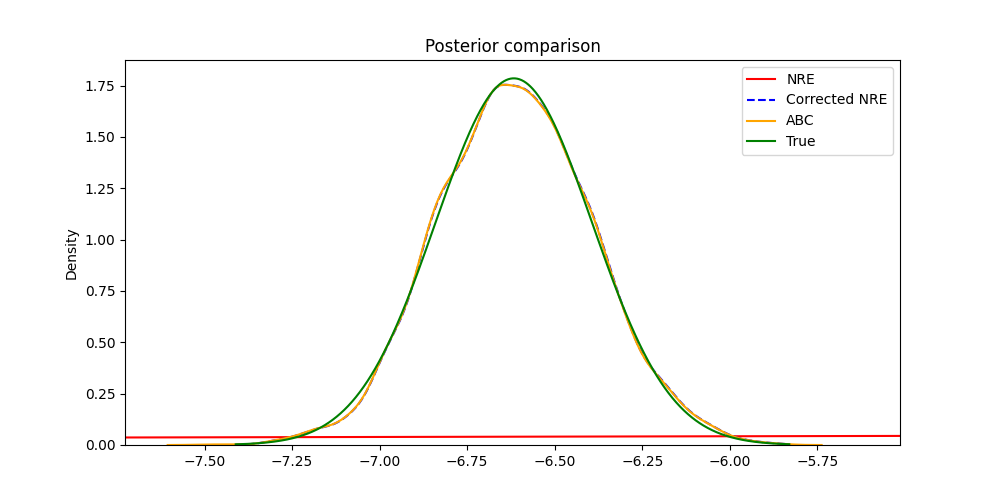 Posterior comparison
NRE
Corrected NRE
ABC
True
Density
1.75
1.50
1.25
1.00
0.75
0.50
0.25
0.00
−7.50 −7.25 −7.00 −6.75 −6.50 −6.25 −6.00 −5.75